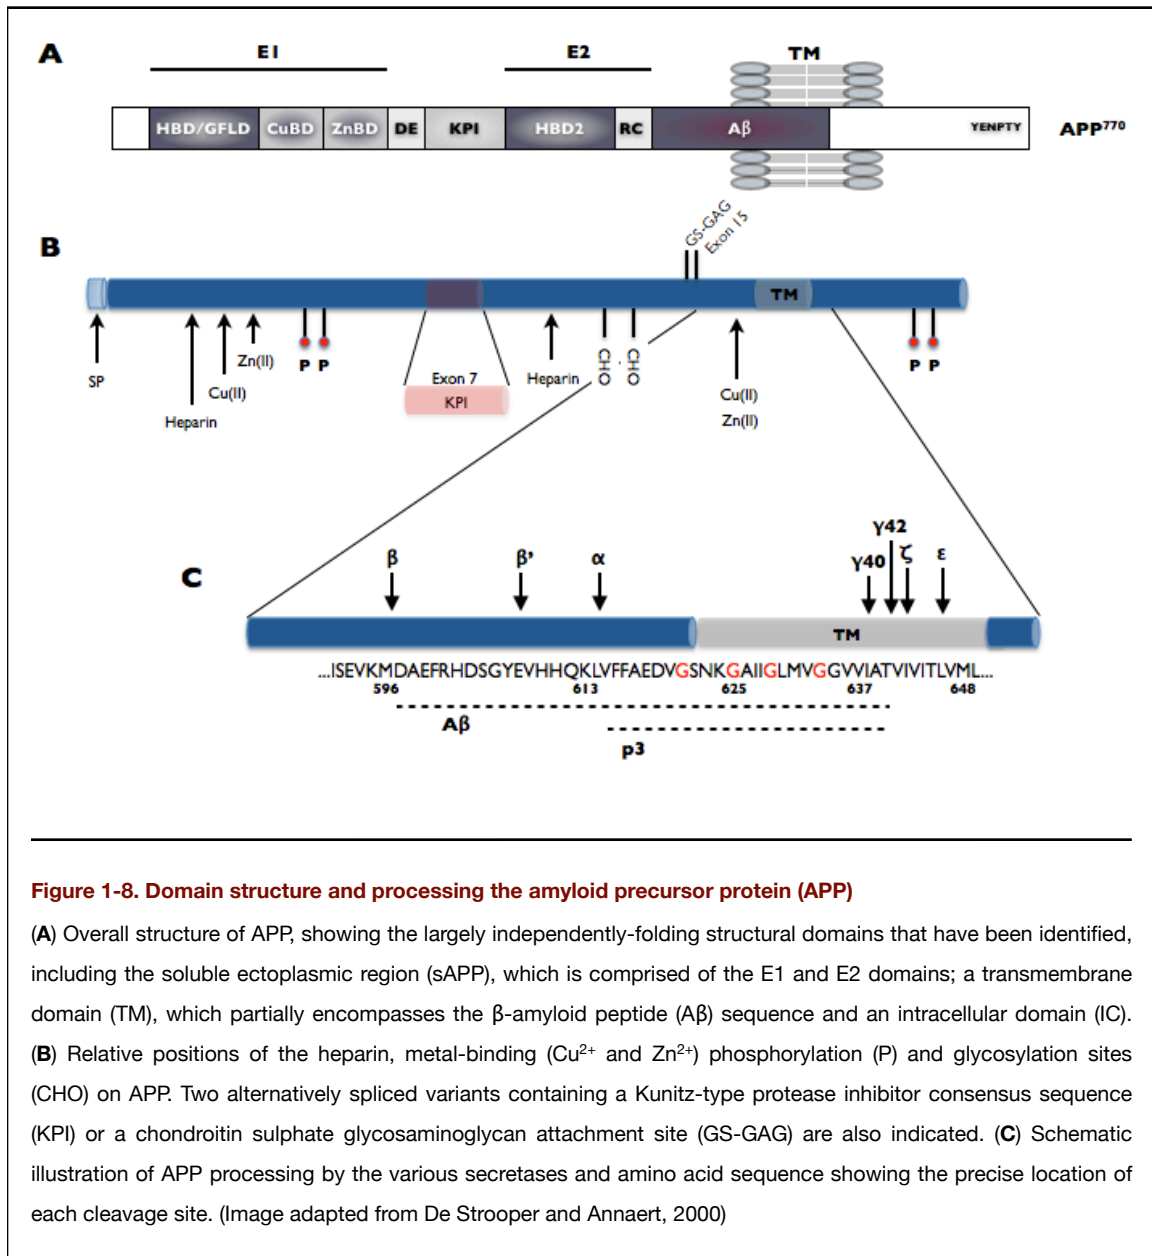 A
E1
E2
TM
HBD/GFLD CuBD ZnBD DE KPI HBD2 RC Aβ YENPTY APP770
B
GS-GAG
Exon 15
TM
SP
Heparin
Cu(II)
Zn(II)
P P
Exon 7
KPI
Heparin
CHO CHO
Cu(II)
Zn(II)
P P
C
β β' α γ40 γ42 ζ ε
TM
...ISEVKMDAEFRHDSGYEVHHQKLVFFAEDVGSNKGAIIGLMVGGVVIATVIVITLVML...
596 613 625 637 648
Aβ
p3
Figure 1-8. Domain structure and processing the amyloid precursor protein (APP)
(A) Overall structure of APP, showing the largely independently-folding structural domains that have been identified,
including the soluble ectoplasmic region (sAPP), which is comprised of the E1 and E2 domains; a transmembrane
domain (TM), which partially encompasses the β-amyloid peptide (Aβ) sequence and an intracellular domain (IC).
(B) Relative positions of the heparin, metal-binding (Cu2+ and Zn2+) phosphorylation (P) and glycosylation sites
(CHO) on APP. Two alternatively spliced variants containing a Kunitz-type protease inhibitor consensus sequence
(KPI) or a chondroitin sulphate glycosaminoglycan attachment site (GS-GAG) are also indicated. (C) Schematic
illustration of APP processing by the various secretases and amino acid sequence showing the precise location of
each cleavage site. (Image adapted from De Strooper and Annaert, 2000)